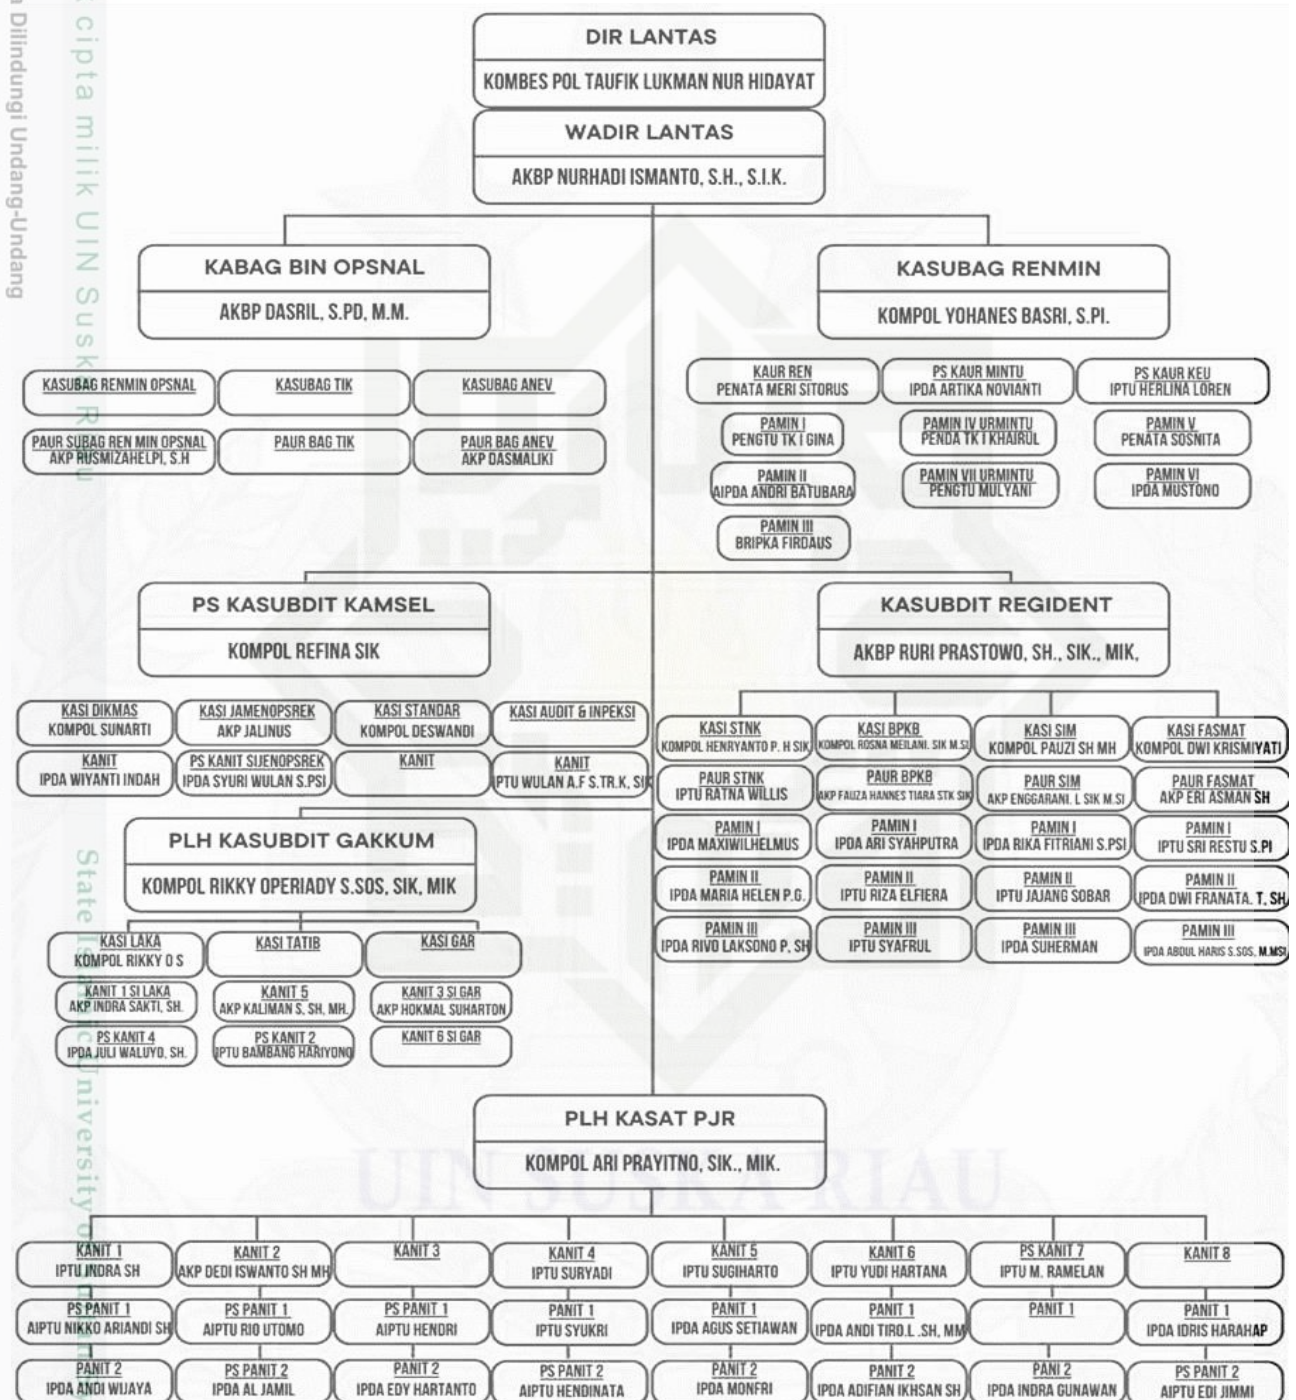 DIR LANTAS
KOMBES POL TAUFIK LUKMAN NUR HIDAYAT
WADIR LANTAS
AKBP NURHADI ISMANTO, S.H., S.I.K.
KABAG BIN OPSNAL
AKBP DASRIL, S.PD, M.M.
KASUBAG RENMIN
KOMPOL YOHANES BASRI, S.PI.
KASUBAG RENMIN OPSNAL
KASUBAG TIK
KASUBAG ANEV
PAUR SUBAG REN MIN OPSNAL
AKP RUSMIZAHELPI, S.H
PAUR BAG TIK
PAUR BAG ANEV
AKP DASMALIKI
KAUR REN
PENATA MERI SITORUS
PS KAUR MINTU
IPDA ARTIKA NOVIANTI
PS KAUR KEU
IPTU HERLINA LOREN
PAMIN I
PENGTU TK I GINA
PAMIN IV URMINTU
PENDA TK I KHAIRUL
PAMIN V
PENATA SOSNITA
PAMIN II
AIPDA ANDRI BATUBARA
PAMIN VII URMINTU
PENGTU MULYANI
PAMIN VI
IPDA MUSTONO
PAMIN III
BRIPKA FIRDAUS
PS KASUBDIT KAMSEL
KOMPOL REFINA SIK
KASUBDIT REGIDENT
AKBP RURI PRASTOWO, SH., SIK., MIK,
KASI DIKMAS
KOMPOL SUNARTI
KASI JAMENOPSREK
AKP JALINUS
KASI STANDAR
KOMPOL DESWANDI
KASI AUDIT & INPEKSI
KANIT
IPDA WIYANTI INDAH
PS KANIT SIJENOPSREK
IPDA SYURI WULAN S.PSI
KANIT
KANIT
IPTU WULAN A.F S.TR.K, SIK
KASI STNK
KOMPOL HENRYANTO P. H SIK
KASI BPKB
KOMPOL ROSNA MEILANI. SIK M.SI
KASI SIM
KOMPOL PAUZI SH MH
KASI FASMAT
KOMPOL DWI KRISMIYATI
PAUR STNK
IPTU RATNA WILLIS
PAUR BPKB
AKP FAUZA HANNES TIARA STK SIK
PAUR SIM
AKP ENGGARANI. L SIK M.SI
PAUR FASMAT
AKP ERI ASMAN SH
PAMIN I
IPDA MAXIWILHELMUS
PAMIN I
IPDA ARI SYAHPUTRA
PAMIN I
IPDA RIKA FITRIANI S.PSI
PAMIN I
IPTU SRI RESTU S.PI
PAMIN II
IPDA MARIA HELEN P.G.
PAMIN II
IPTU RIZA ELFIERA
PAMIN II
IPTU JAJANG SOBAR
PAMIN II
IPDA DWI FRANATA. T, SH
PAMIN III
IPDA RIVO LAKSONO P, SH
PAMIN III
IPTU SYAFRUL
PAMIN III
IPDA SUHERMAN
PAMIN III
IPDA ABDUL HARIS S.SOS, M.MSI
PLH KASUBDIT GAKKUM
KOMPOL RIKKY OPERIADY S.SOS, SIK, MIK
KASI LAKA
KOMPOL RIKKY O S
KASI TATIB
KASI GAR
KANIT 1 SI LAKA
AKP INDRA SAKTI, SH.
KANIT 5
AKP KALIMAN S, SH, MH.
KANIT 3 SI GAR
AKP HOKMAL SUHARTON
PS KANIT 4
IPDA JULI WALUYO, SH.
PS KANIT 2
IPTU BAMBANG HARIYONO
KANIT 6 SI GAR
PLH KASAT PJR
KOMPOL ARI PRAYITNO, SIK., MIK.
KANIT 1
IPTU INDRA SH
KANIT 2
AKP DEDI ISWANTO SH MH
KANIT 3
KANIT 4
IPTU SURYADI
KANIT 5
IPTU SUGIHARTO
KANIT 6
IPTU YUDI HARTANA
PS KANIT 7
IPTU M. RAMELAN
KANIT 8
PS PANIT 1
AIPTU NIKKO ARIANDI SH
PS PANIT 1
AIPTU RIO UTOMO
PS PANIT 1
AIPTU HENDRI
PANIT 1
IPTU SYUKRI
PANIT 1
IPDA AGUS SETIAWAN
PANIT 1
IPDA ANDI TIRO.L .SH, MM
PANIT 1
PANIT 1
IPDA IDRIS HARAHAP
PANIT 2
IPDA ANDI WIJAYA
PS PANIT 2
IPDA AL JAMIL
PANIT 2
IPDA EDY HARTANTO
PS PANIT 2
AIPTU HENDINATA
PANIT 2
IPDA MONFRI
PANIT 2
IPDA ADIFIAN IKHSAN SH
PANI 2
IPDA INDRA GUNAWAN
PS PANIT 2
AIPTU EDI JIMMI
UIN SUSKA RIAU
Dilindungi Undang-Undang
cipta milik UIN Suska
State Islamic University of